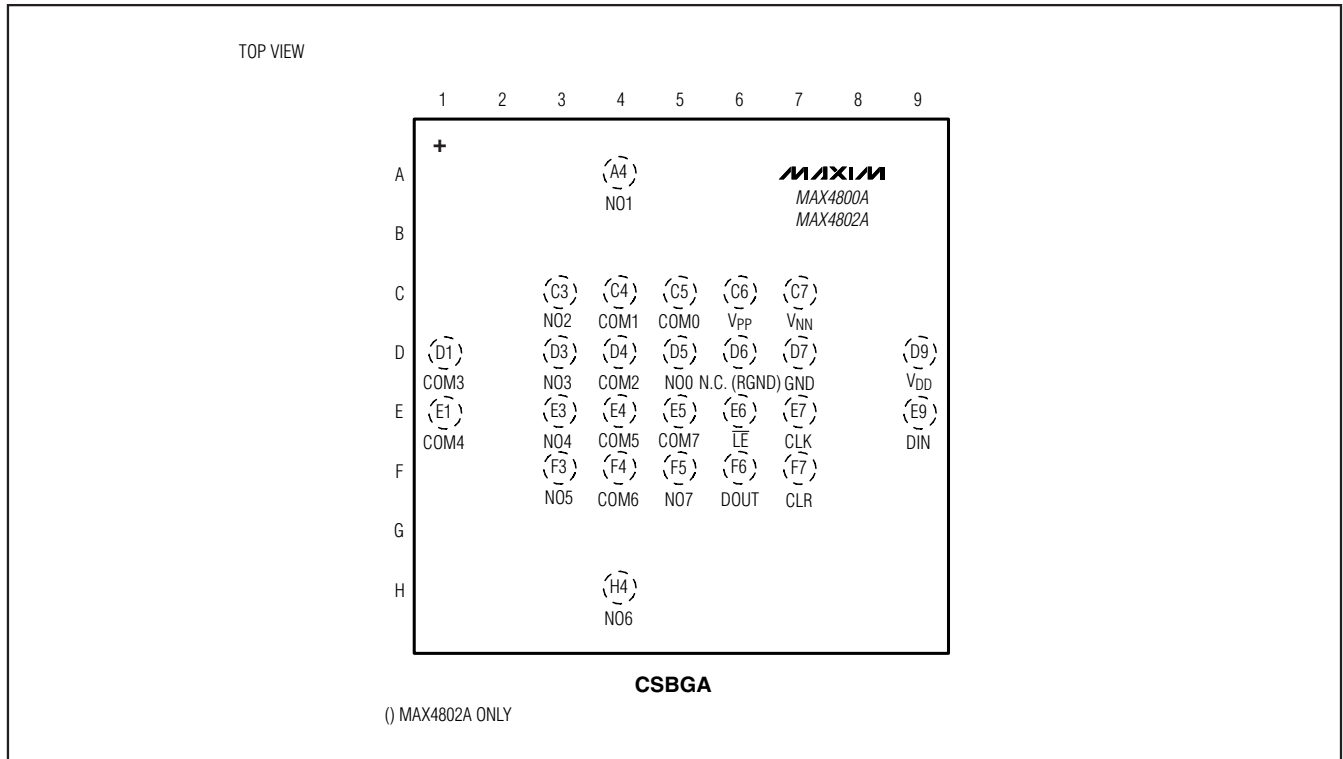 TOP VIEW
1 2 3 4 5 6 7 8 9
+
A A4 MAXIM
NO1 MAX4800A
MAX4802A
B
C C3 C4 C5 C6 C7
NO2 COM1 COM0 VPP VNN
D D1 D3 D4 D5 D6 D7 D9
COM3 NO3 COM2 NO0 N.C. (RGND) GND VDD
E E1 E3 E4 E5 E6 E7 E9
COM4 NO4 COM5 COM7 L̅E̅ CLK DIN
F F3 F4 F5 F6 F7
NO5 COM6 NO7 DOUT CLR
G
H H4
NO6
CSBGA
() MAX4802A ONLY